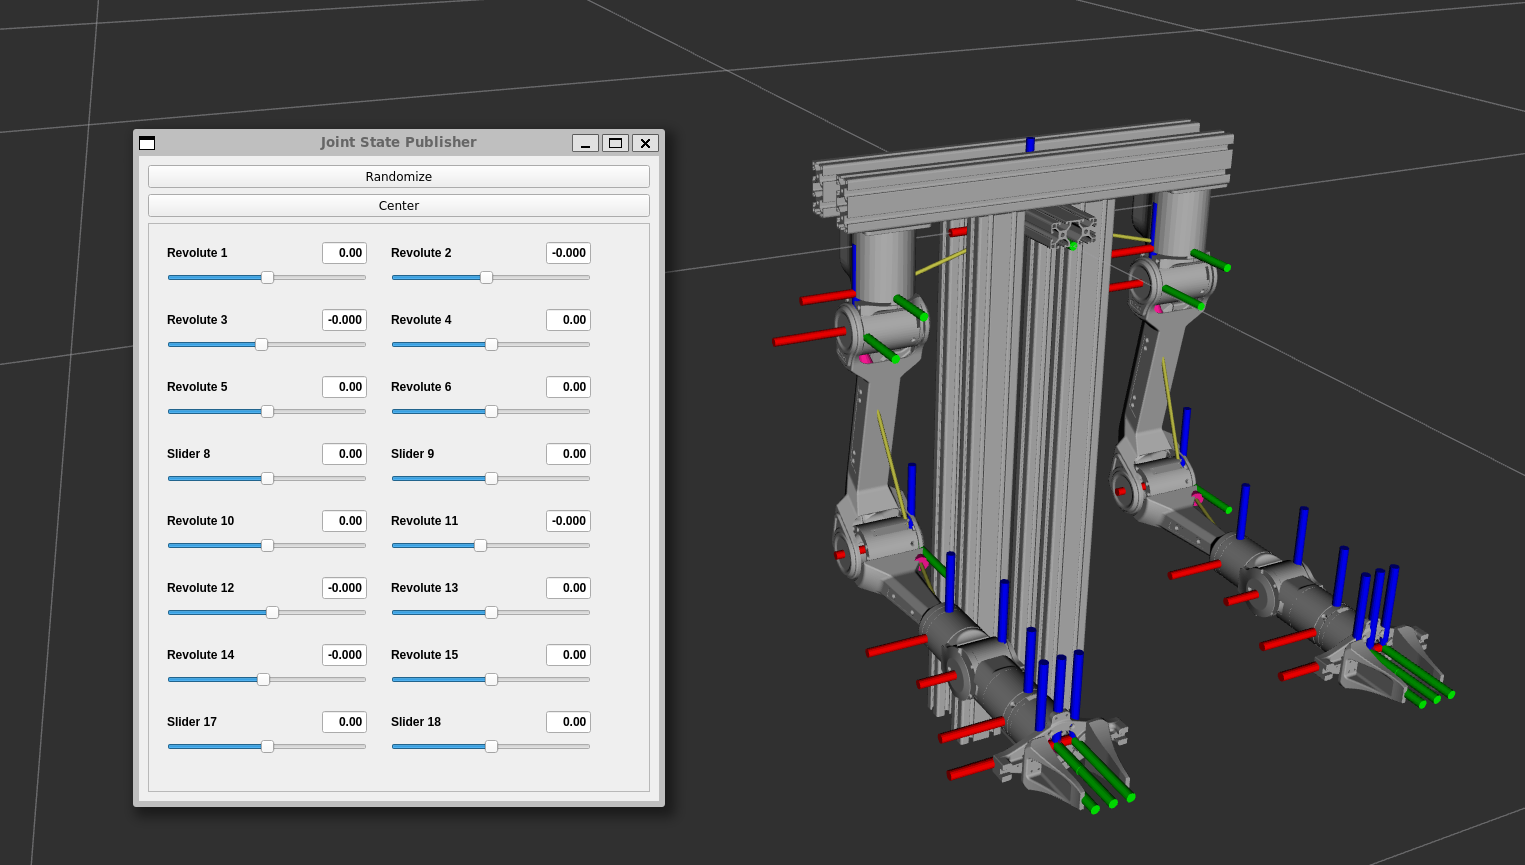 Joint State Publisher
Randomize
Center
Revolute 1 0.00 Revolute 2 -0.000
Revolute 3 -0.000 Revolute 4 0.00
Revolute 5 0.00 Revolute 6 0.00
Slider 8 0.00 Slider 9 0.00
Revolute 10 0.00 Revolute 11 -0.000
Revolute 12 -0.000 Revolute 13 0.00
Revolute 14 -0.000 Revolute 15 0.00
Slider 17 0.00 Slider 18 0.00